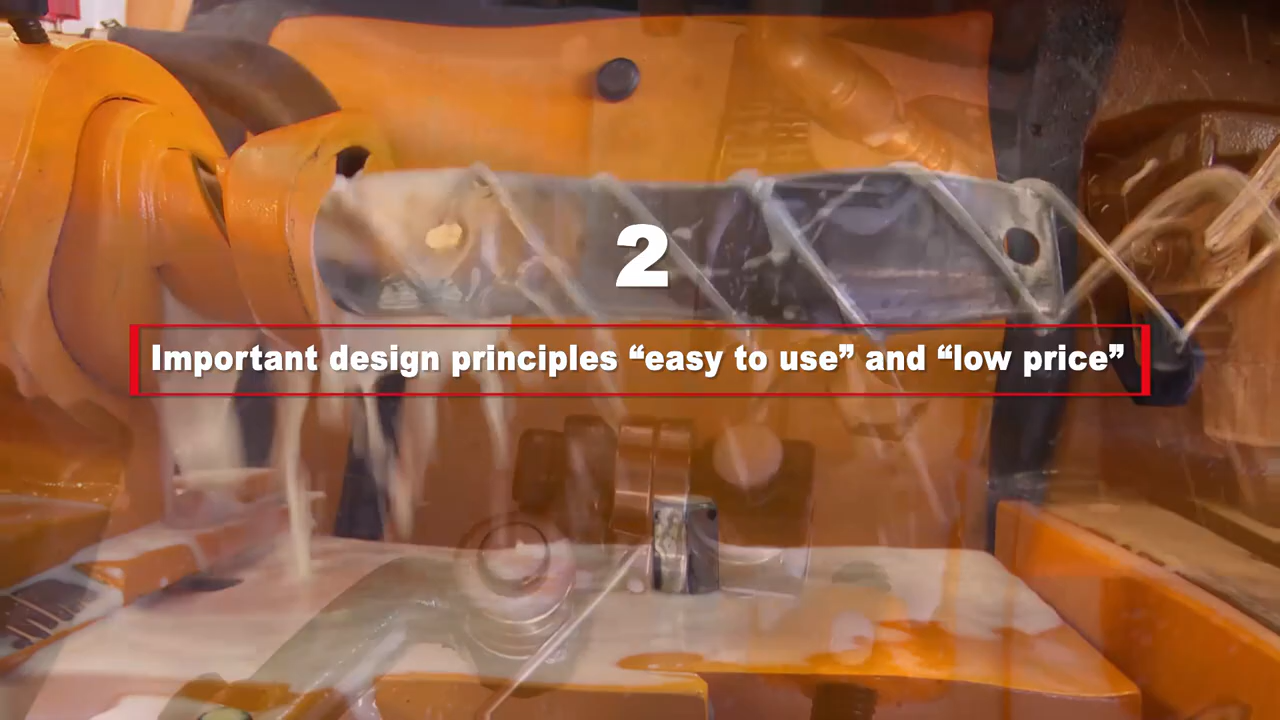 2
Important design principles “easy to use” and “low price”